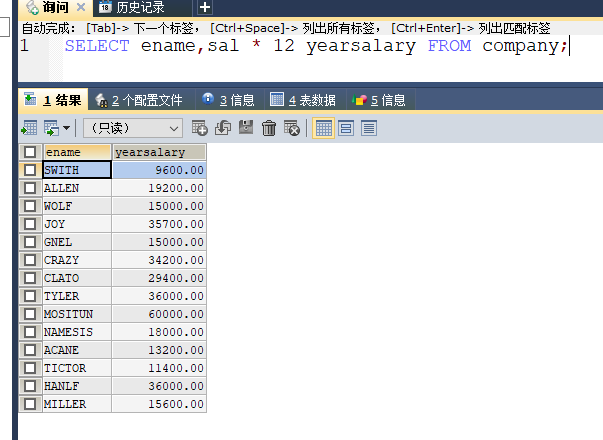 询问 历史记录
自动完成: [Tab]-> 下一个标签, [Ctrl+Space]-> 列出所有标签, [Ctrl+Enter]-> 列出匹配标签
1 SELECT ename,sal * 12 yearsalary FROM company;
1 结果 2 个配置文件 3 信息 4 表数据 5 信息
(只读)
ename yearsalary
SWITH 9600.00
ALLEN 19200.00
WOLF 15000.00
JOY 35700.00
GNEL 15000.00
CRAZY 34200.00
CLATO 29400.00
TYLER 36000.00
MOSITUN 60000.00
NAMESIS 18000.00
ACANE 13200.00
TICTOR 11400.00
HANLF 36000.00
MILLER 15600.00